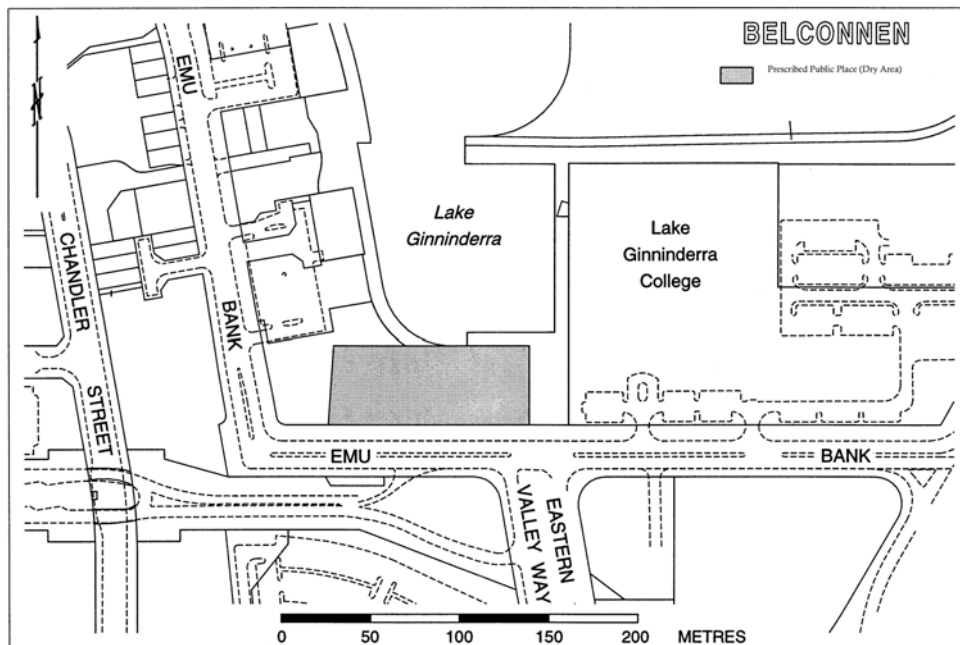 BELCONNEN
Prescribed Public Place (Dry Area)
N
EMU
Lake
Ginninderra
Lake
Ginninderra
College
CHANDLER
STREET
BANK
EMU
BANK
EASTERN
VALLEY WAY
0 50 100 150 200 METRES